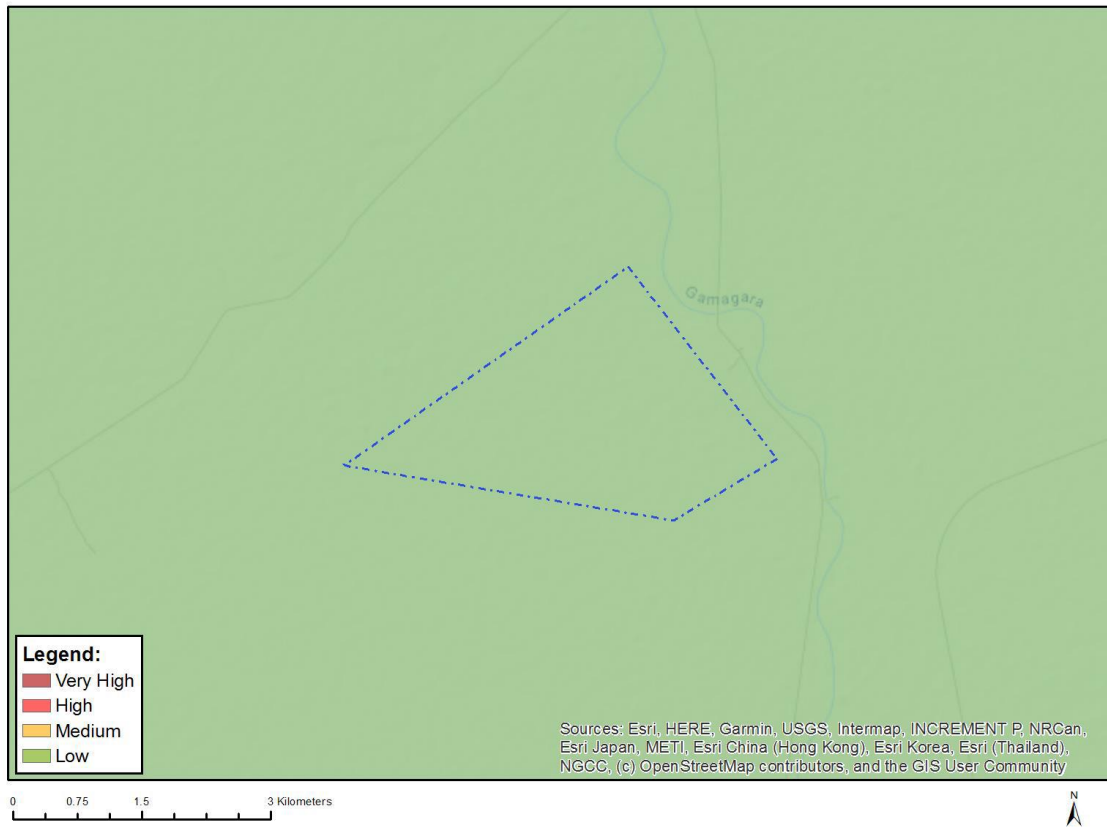 Gamagara
Legend:
Very High
High
Medium
Low
Sources: Esri, HERE, Garmin, USGS, Intermap, INCREMENT P, NRCan,
Esri Japan, METI, Esri China (Hong Kong), Esri Korea, Esri (Thailand),
NGCC, (c) OpenStreetMap contributors, and the GIS User Community
0 0.75 1.5 3 Kilometers
N